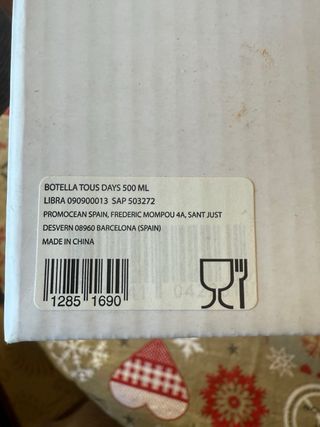 BOTELLA TOUS DAYS 500 ML
LIBRA 090900013 SAP 503272
PROMOCEAN SPAIN, FREDERIC MOMPOU 4A, SANT JUST
DESVERN 08960 BARCELONA (SPAIN)
MADE IN CHINA
1285 1690